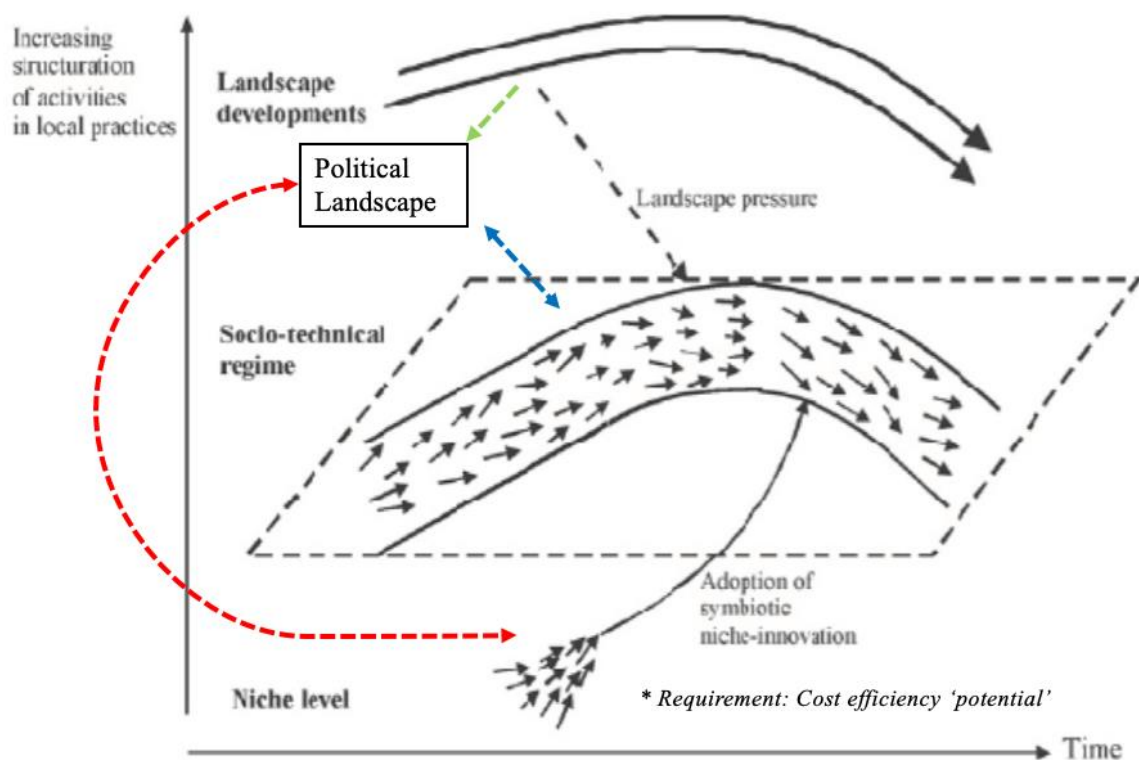 Increasing
structuration
of activities
in local practices
Landscape
developments
Political
Landscape
Landscape pressure
Socio-technical
regime
Adoption of
symbiotic
niche-innovation
Niche level
* Requirement: Cost efficiency ‘potential’
Time